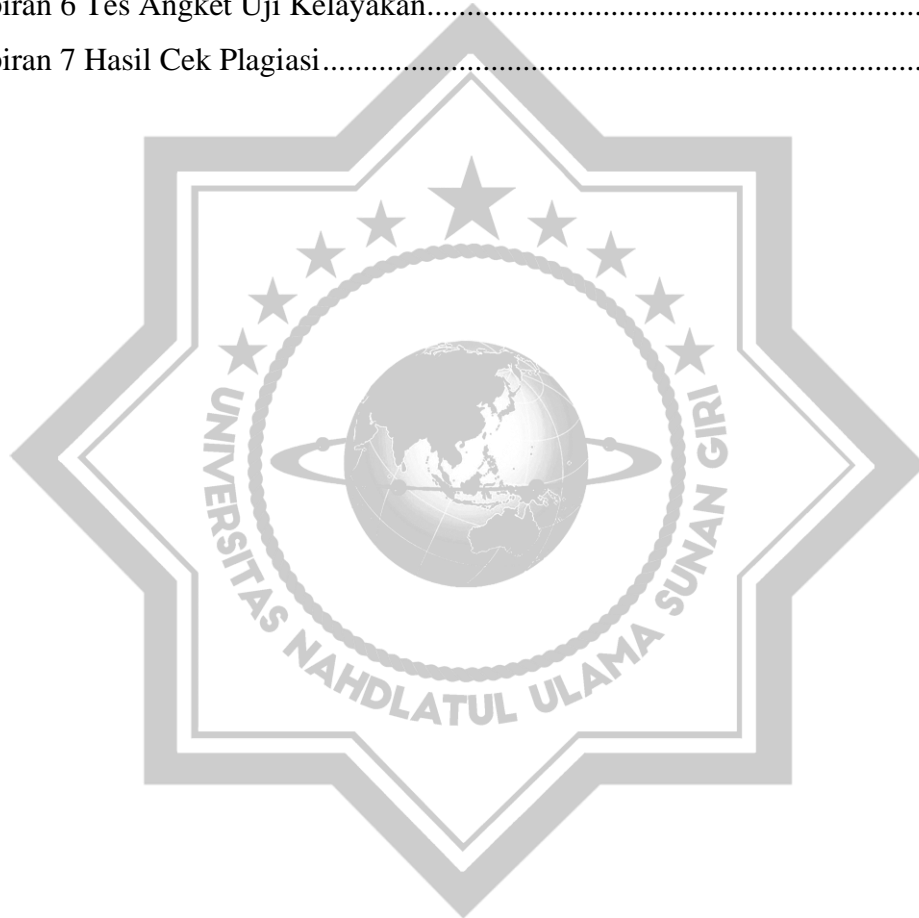 piran 6 Tes Angket Uji Kelayakan
piran 7 Hasil Cek Plagiasi
UNIVERSITAS NAHDLATUL ULAMA SUNAN GIRI